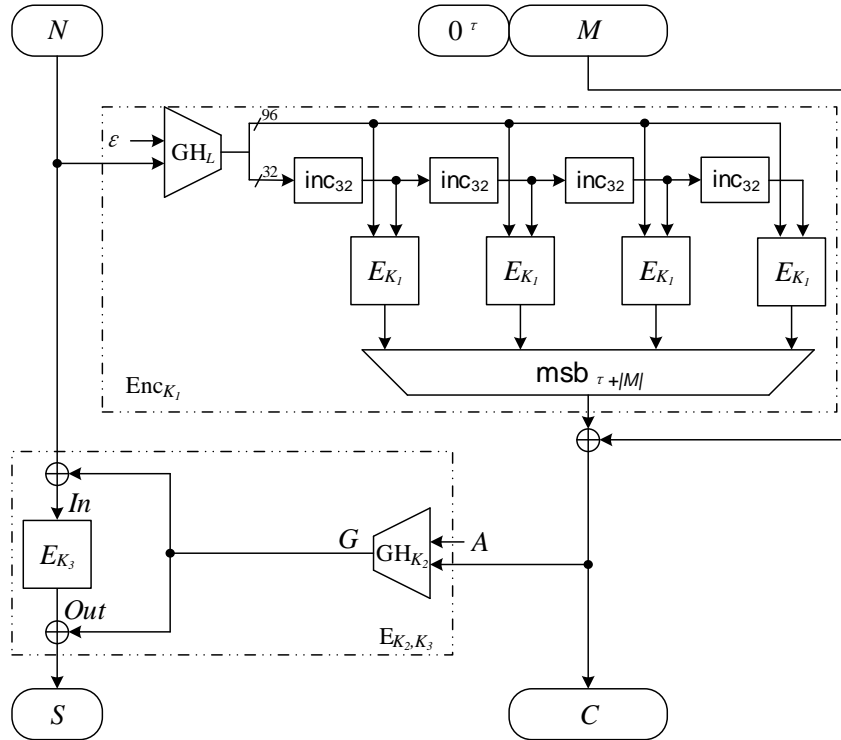 N
0 τ M
96
ε
GH_L
32
inc32 inc32 inc32 inc32
E_K1 E_K1 E_K1 E_K1
msb τ+|M|
Enc_K1
In
G A
E_K3 GH_K2
Out
E_K2,K3
S C